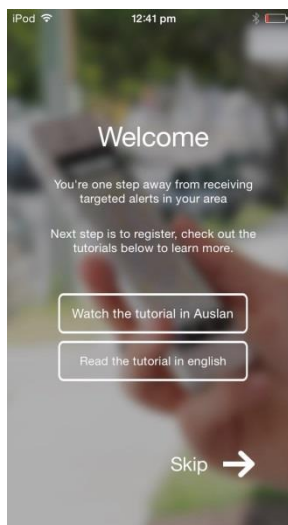 iPod 12:41 pm
Welcome
You're one step away from receiving
targeted alerts in your area
Next step is to register, check out the
tutorials below to learn more.
Watch the tutorial in Auslan
Read the tutorial in english
Skip